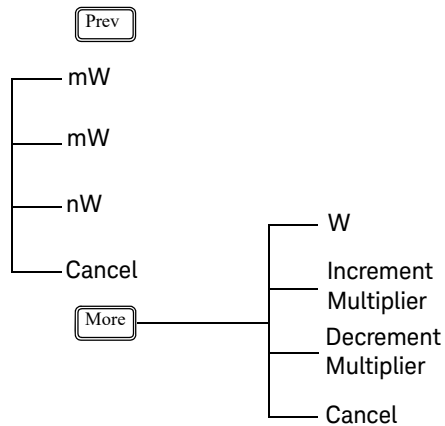 Prev
mW
mW
nW
Cancel
More
W
Increment
Multiplier
Decrement
Multiplier
Cancel